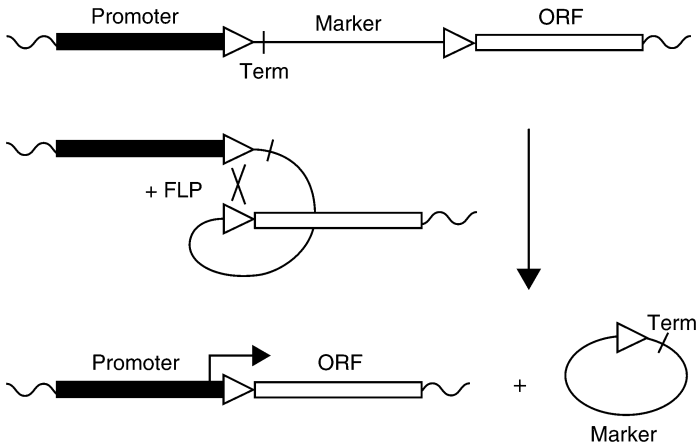 Promoter
Marker
ORF
Term
+ FLP
Promoter
ORF
+
Term
Marker